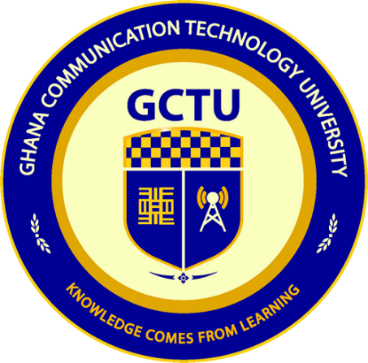 GHANA COMMUNICATION TECHNOLOGY UNIVERSITY
GCTU
KNOWLEDGE COMES FROM LEARNING